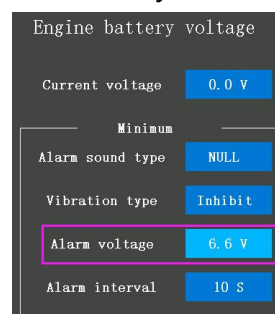 Engine battery voltage
Current voltage 0.0 V
Minimum
Alarm sound type NULL
Vibration type Inhibit
Alarm voltage 6.6 V
Alarm interval 10 S